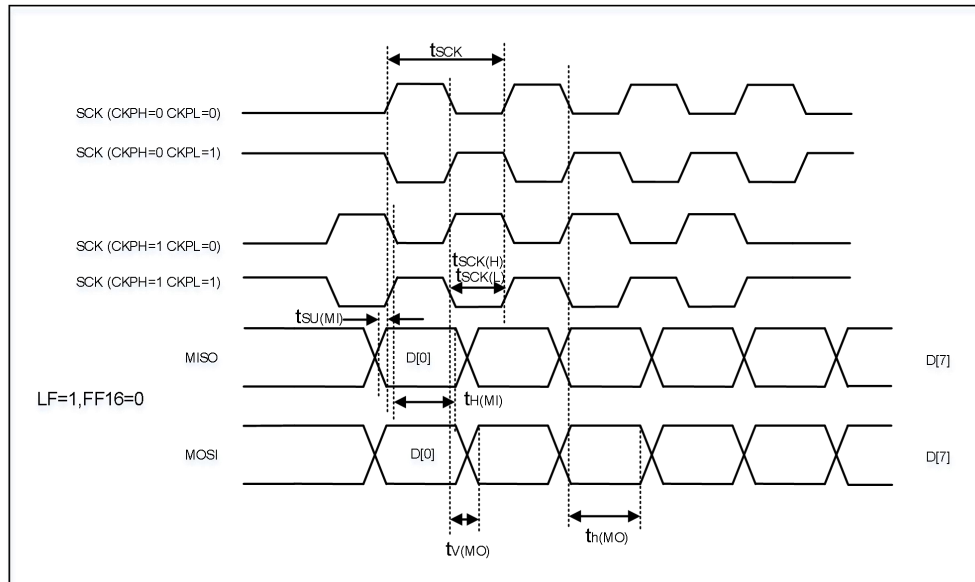 tSCK
SCK (CKPH=0 CKPL=0)
SCK (CKPH=0 CKPL=1)
SCK (CKPH=1 CKPL=0)
tSCK(H)
tSCK(L)
SCK (CKPH=1 CKPL=1)
tSU(MI)
MISO
D[0]
D[7]
LF=1,FF16=0
tH(MI)
MOSI
D[0]
D[7]
tV(MO)
th(MO)